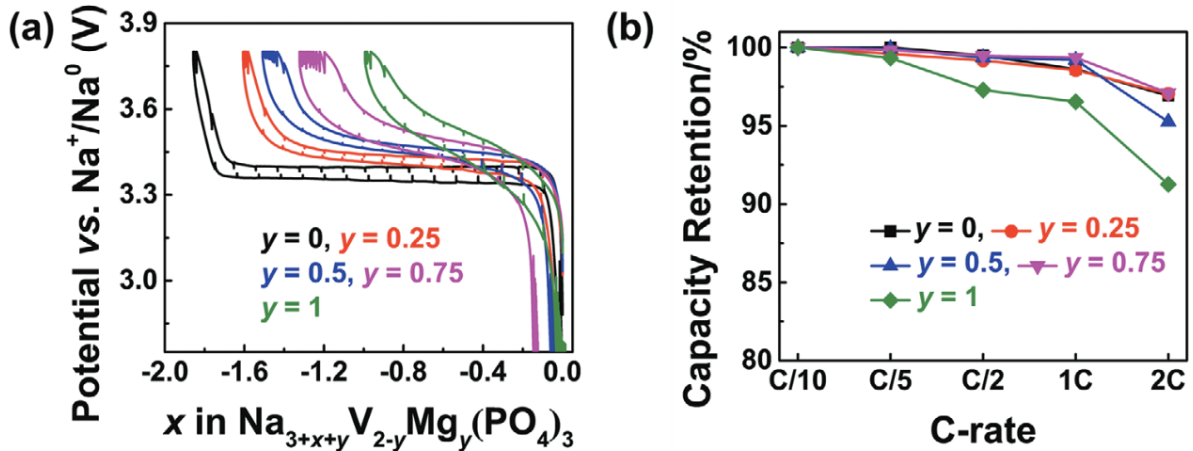 (a)
Potential vs. Na⁺/Na⁰ (V)
3.9
3.6
3.3
3.0
y = 0, y = 0.25
y = 0.5, y = 0.75
y = 1
-2.0 -1.6 -1.2 -0.8 -0.4 0.0
x in Na₃₊ₓ₊ᵧV₂₋ᵧMgᵧ(PO₄)₃
(b)
Capacity Retention/%
100
95
90
85
80
y = 0, y = 0.25
y = 0.5, y = 0.75
y = 1
C/10 C/5 C/2 1C 2C
C-rate